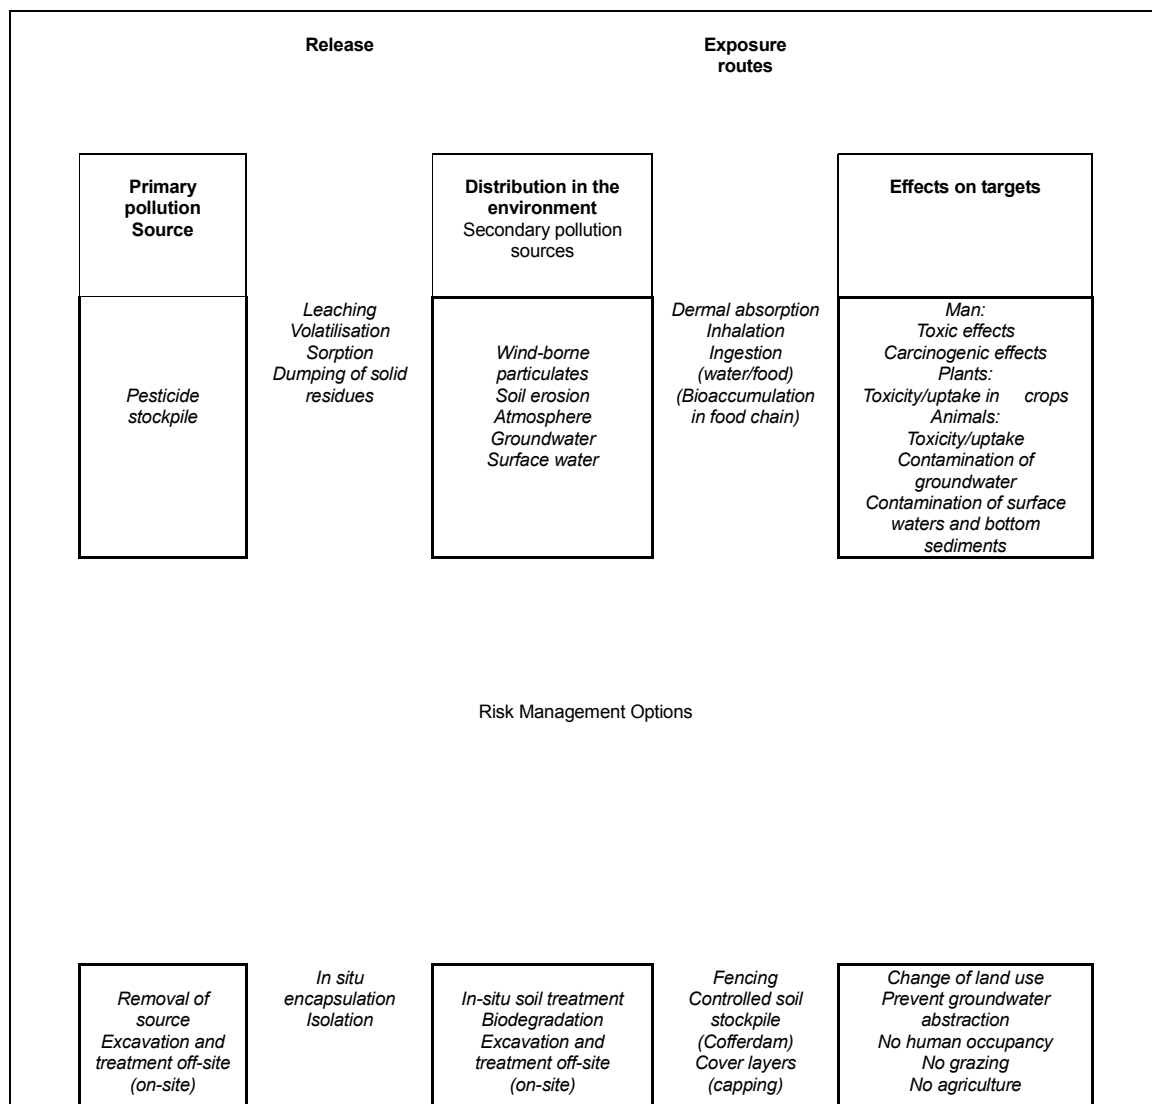 Release
Exposure
routes
Primary
pollution
Source
Distribution in the
environment
Secondary pollution
sources
Effects on targets
Pesticide
stockpile
Leaching
Volatilisation
Sorption
Dumping of solid
residues
Wind-borne
particulates
Soil erosion
Atmosphere
Groundwater
Surface water
Dermal absorption
Inhalation
Ingestion
(water/food)
(Bioaccumulation
in food chain)
Man:
Toxic effects
Carcinogenic effects
Plants:
Toxicity/uptake in crops
Animals:
Toxicity/uptake
Contamination of
groundwater
Contamination of surface
waters and bottom
sediments
Risk Management Options
Removal of
source
Excavation and
treatment off-site
(on-site)
In situ
encapsulation
Isolation
In-situ soil treatment
Biodegradation
Excavation and
treatment off-site
(on-site)
Fencing
Controlled soil
stockpile
(Cofferdam)
Cover layers
(capping)
Change of land use
Prevent groundwater
abstraction
No human occupancy
No grazing
No agriculture